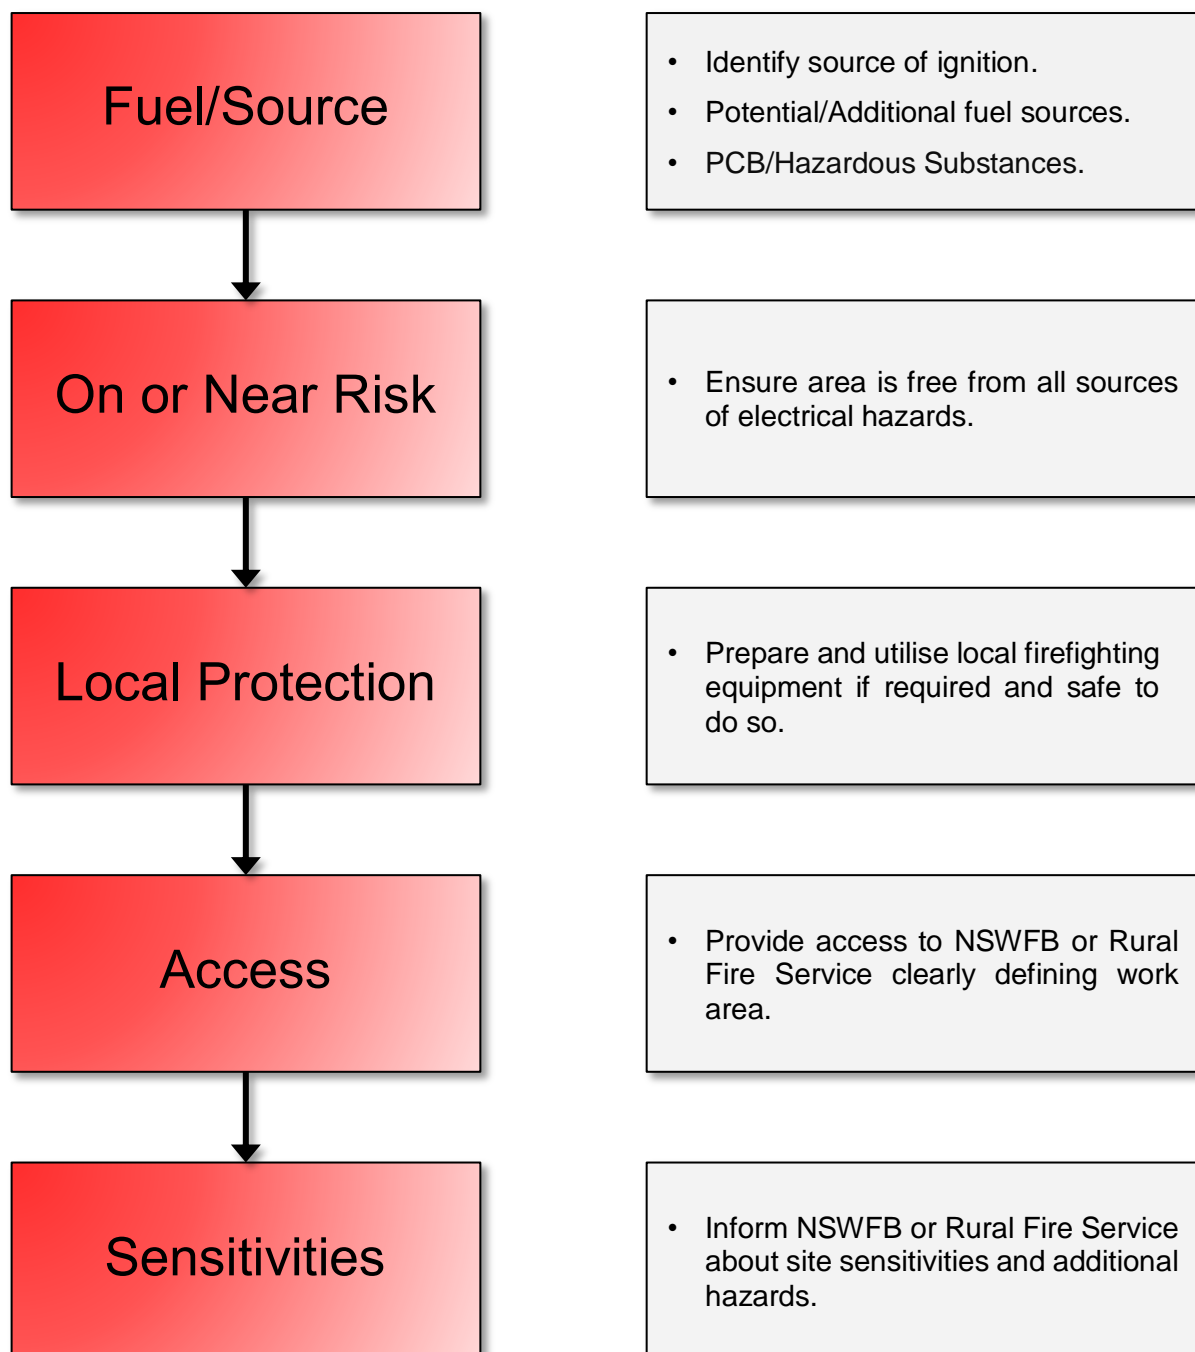 Fuel/Source
• Identify source of ignition.
• Potential/Additional fuel sources.
• PCB/Hazardous Substances.
On or Near Risk
• Ensure area is free from all sources
of electrical hazards.
Local Protection
• Prepare and utilise local firefighting
equipment if required and safe to
do so.
Access
• Provide access to NSWFB or Rural
Fire Service clearly defining work
area.
Sensitivities
• Inform NSWFB or Rural Fire Service
about site sensitivities and additional
hazards.